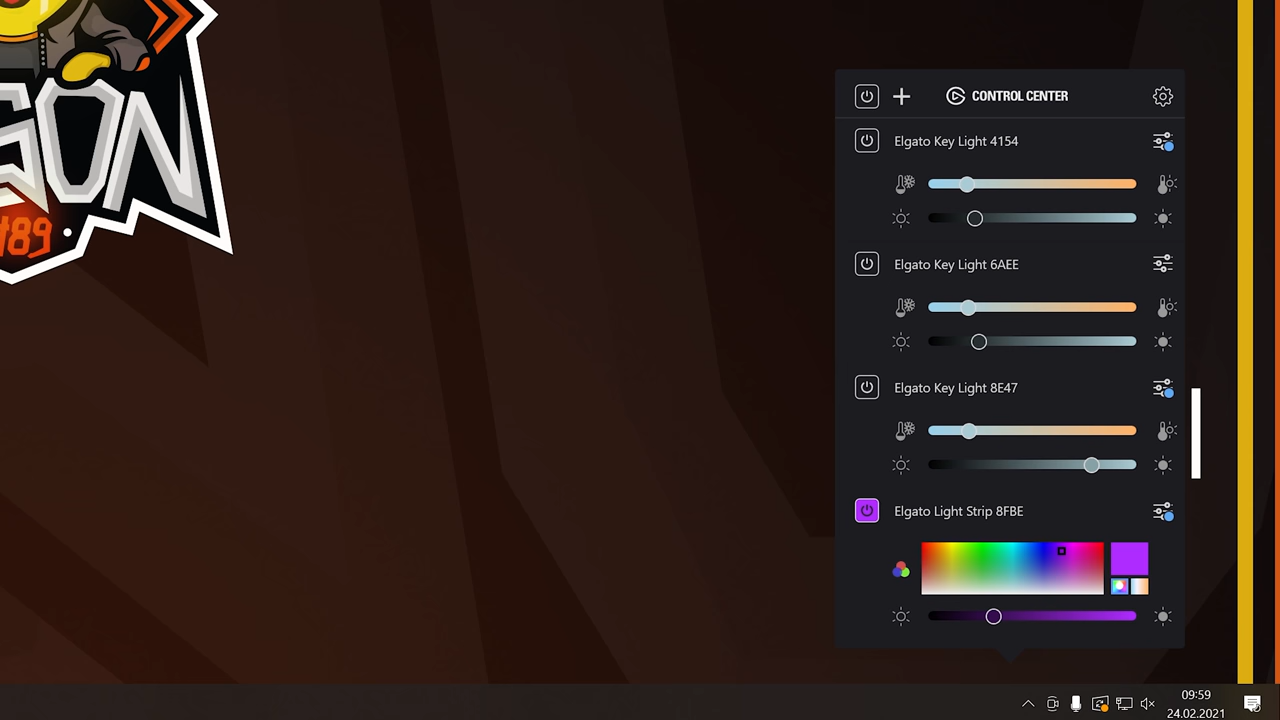 CONTROL CENTER
Elgato Key Light 4154
Elgato Key Light 6AEE
Elgato Key Light 8E47
Elgato Light Strip 8FBE
09:59
24.02.2021